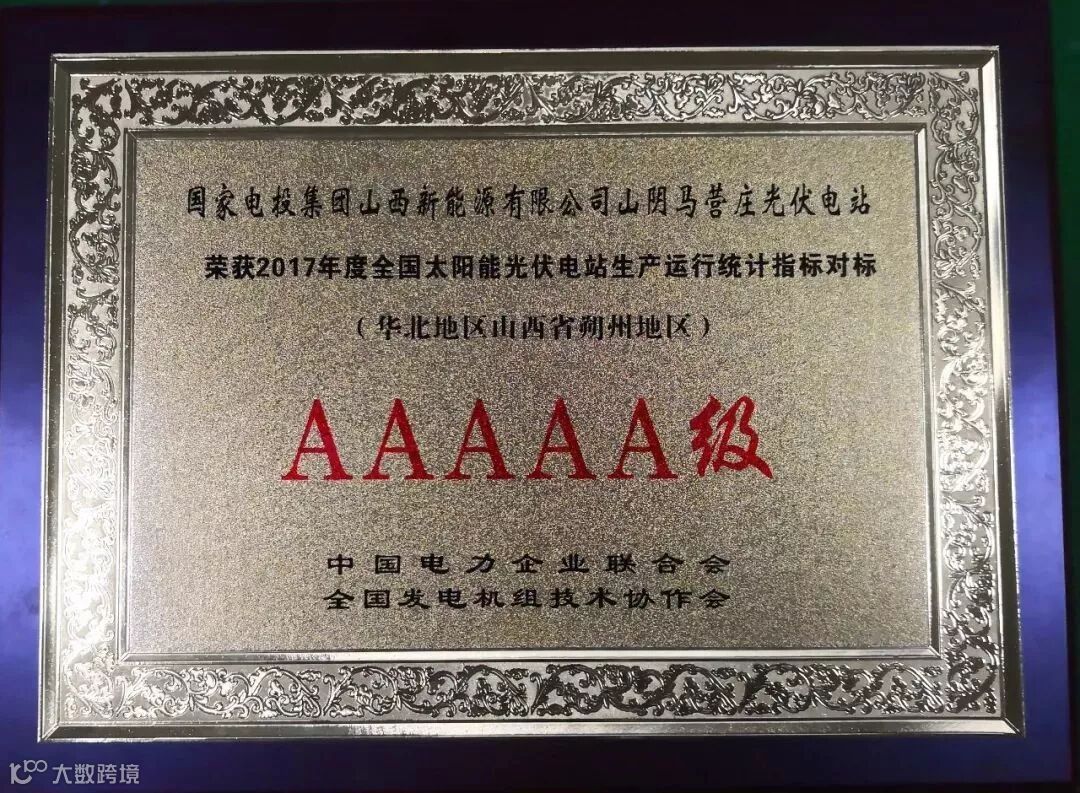 国家电投集团山西新能源有限公司山阴马营庄光伏电站
荣获2017年度全国太阳能光伏电站生产运行统计指标对标
（华北地区山西省朔州地区）
AAAAA级
中国电力企业联合会
全国发电机组技术协作会
大数跨境